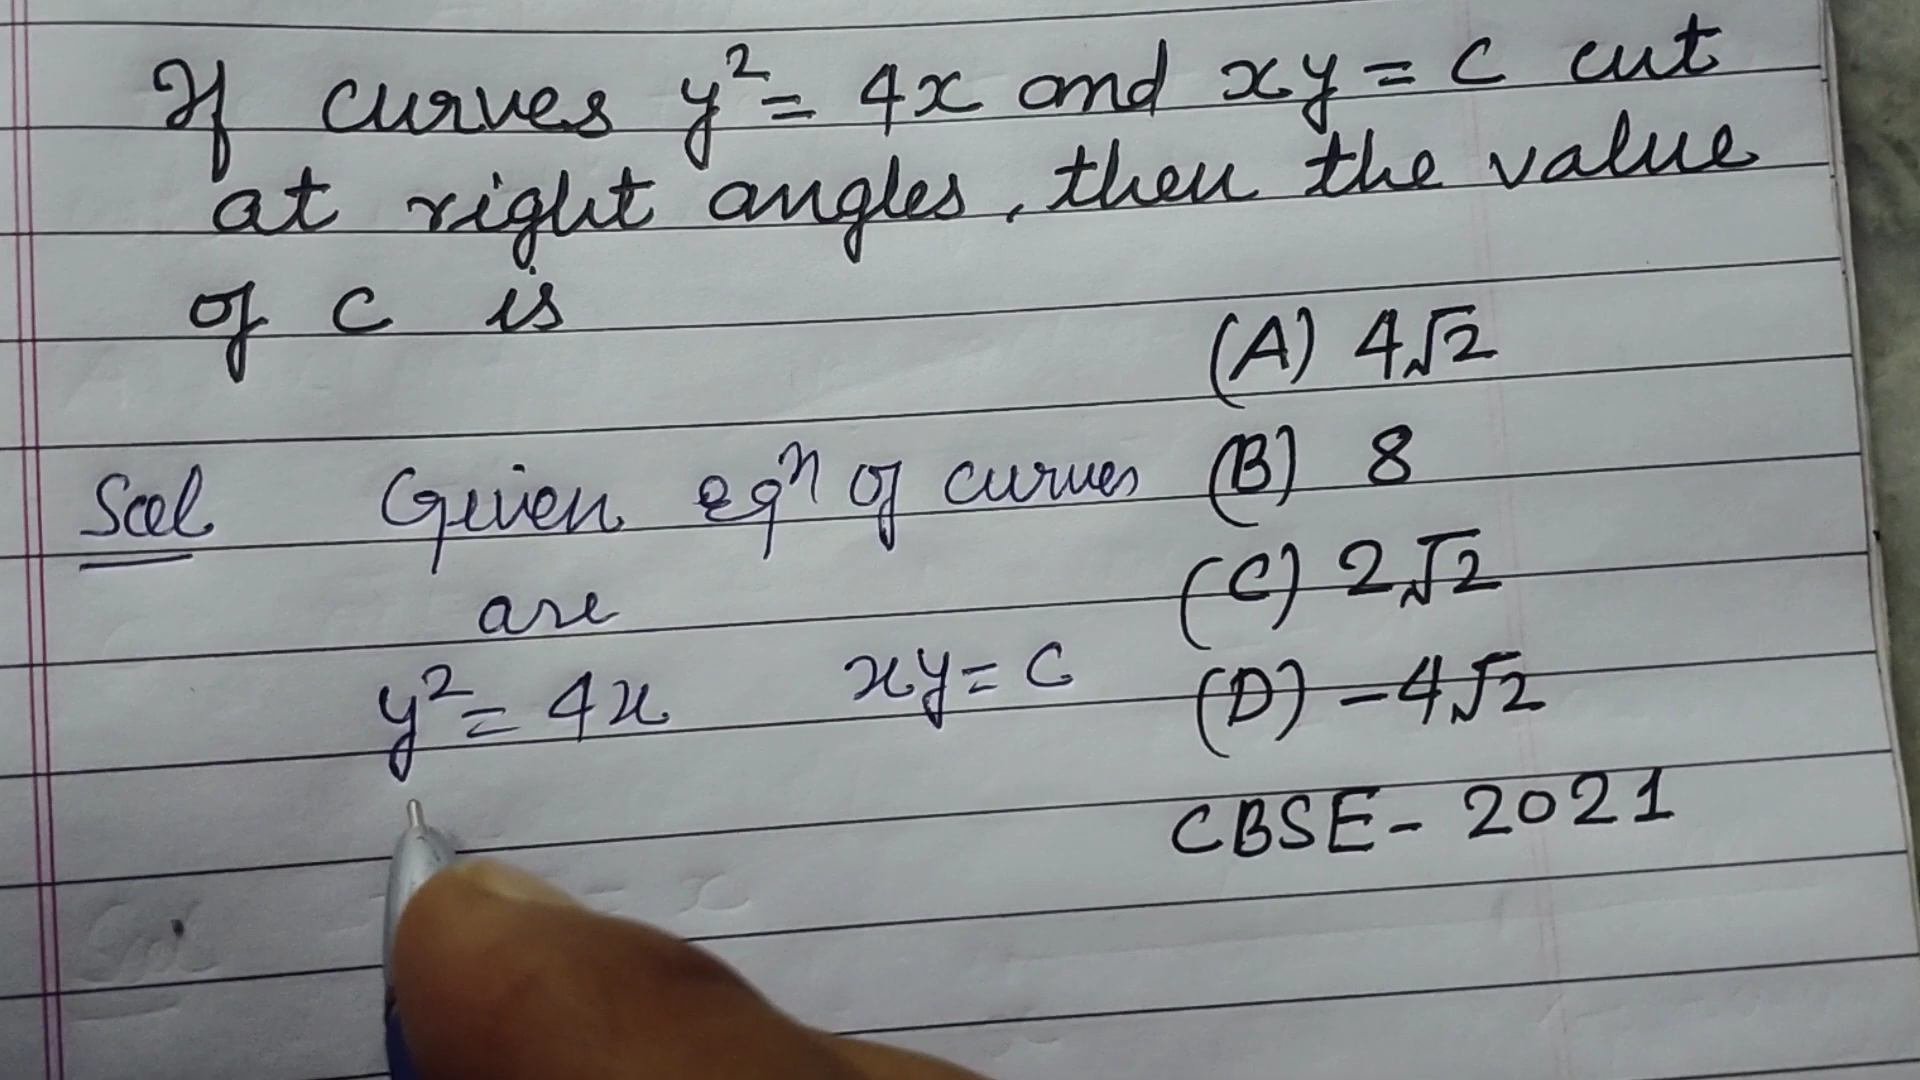 If curves y² = 4x and xy = c cut
at right angles, then the value
of c is
(A) 4√2
Sol Given eqⁿ of curves
(B) 8
are
(C) 2√2
y² = 4x xy = c
(D) -4√2
CBSE - 2021